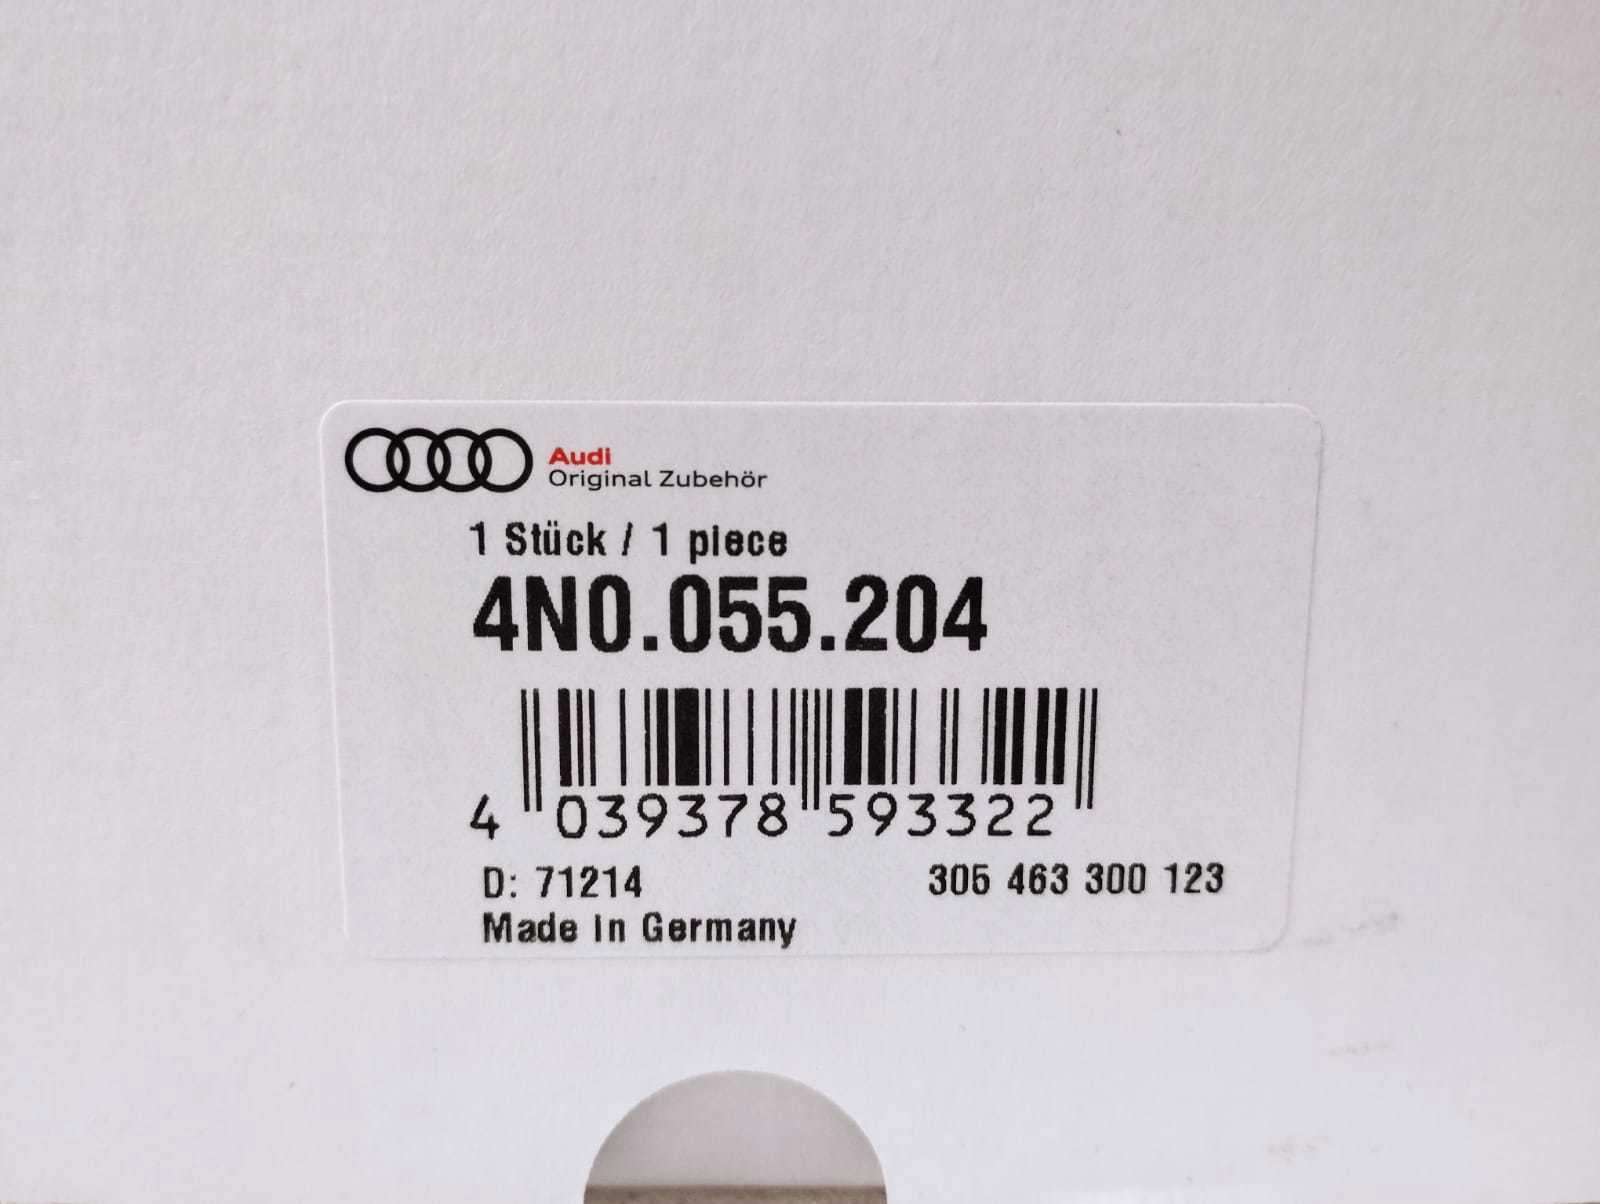 Audi
Original Zubehör
1 Stück / 1 piece
4N0.055.204
4 039378 593322
D: 71214 305 463 300 123
Made in Germany